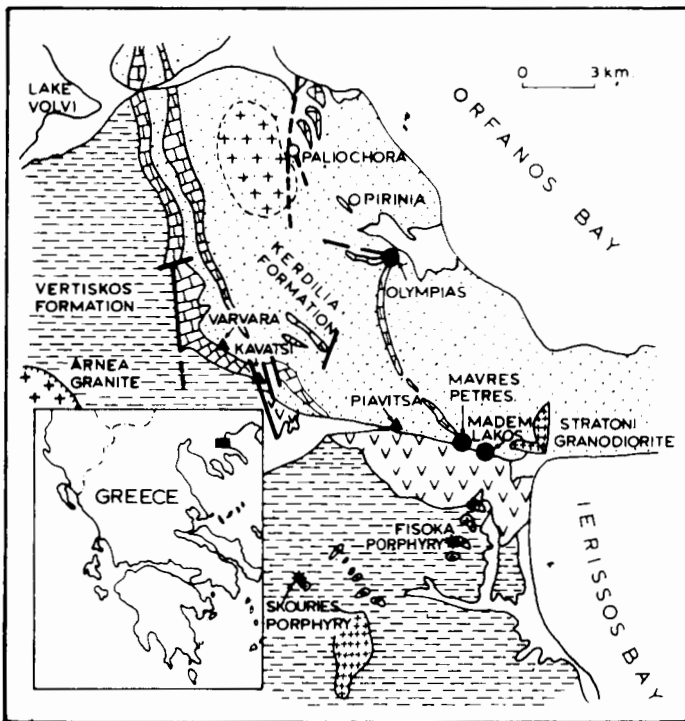 LAKE
VOLVI
0 3 km.
ORFANOS BAY
PALIOCHORA
PIRINIA
KERDILIA
FORMATION
OLYMPIAS
VERTISKOS
FORMATION
VARVARA
KAVATSI
ARNEA
GRANITE
PIAVITSA
MAVRES
PETRES
MADEM
LAKOS
STRATONI
GRANODIORITE
GREECE
FISOKA
PORPHYRY
SKOURIES
PORPHYRY
IERISSOS BAY